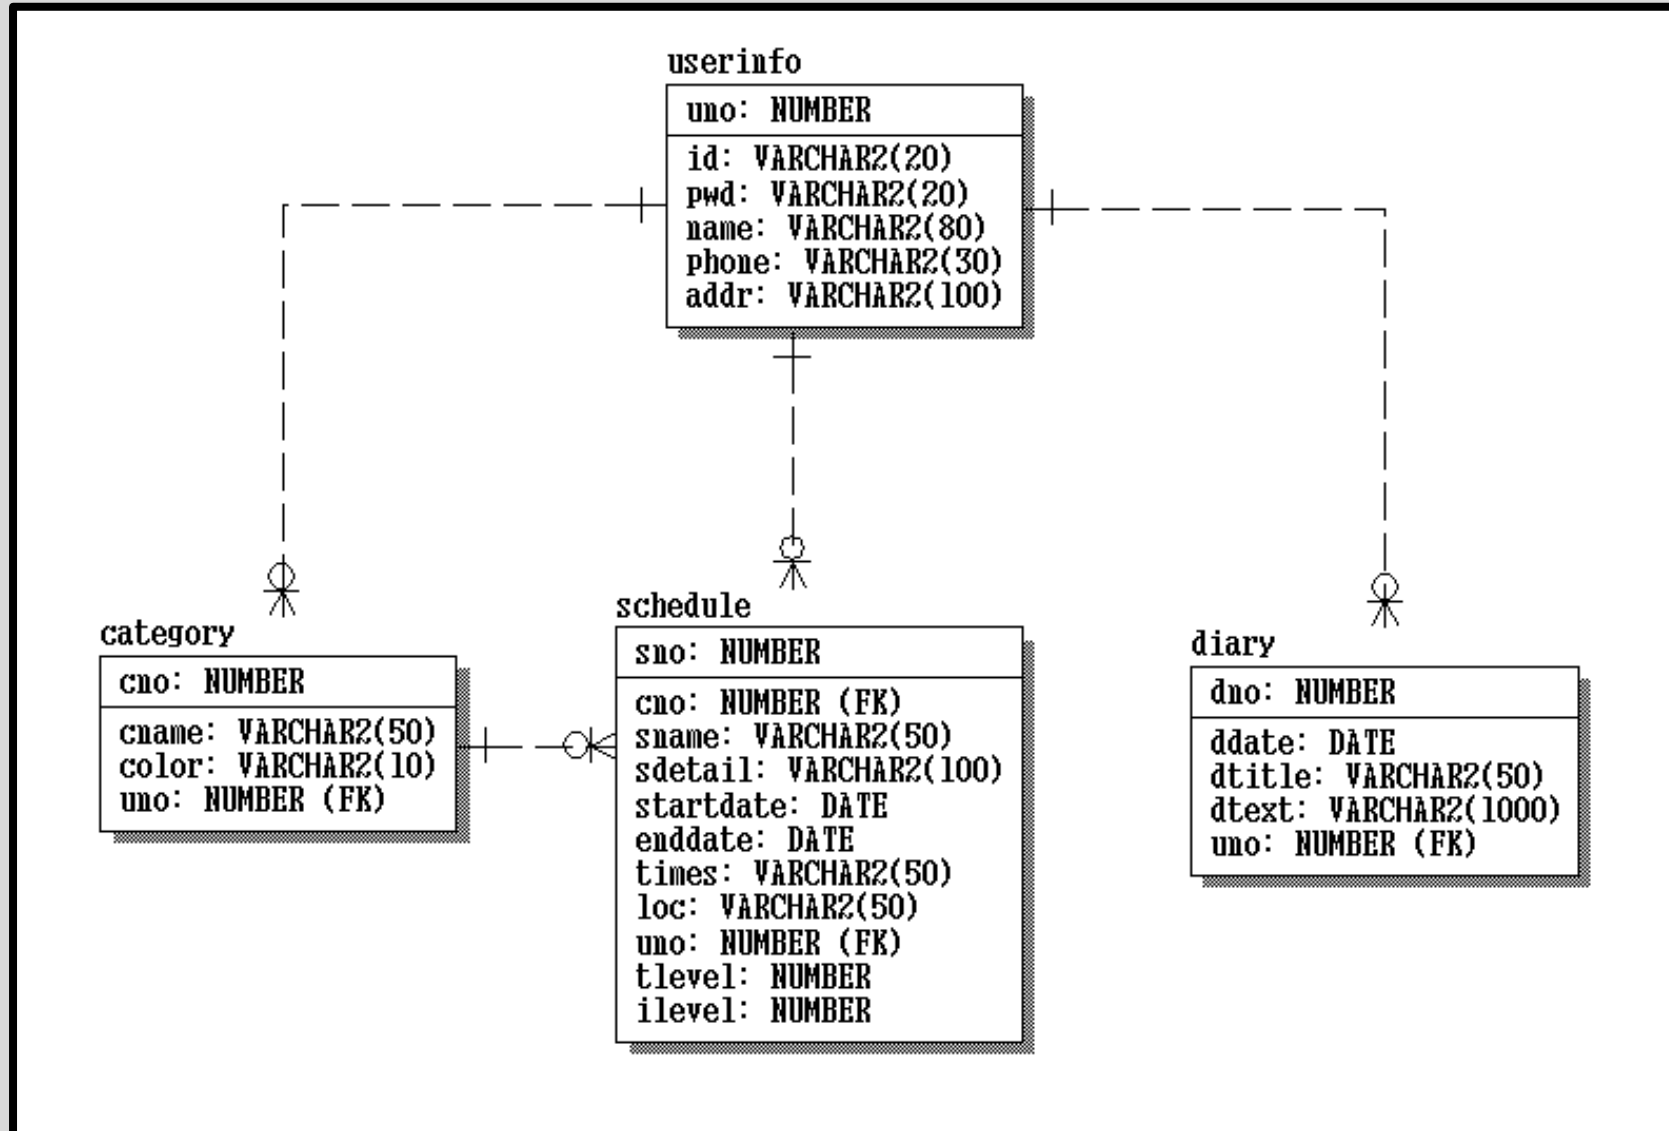 userinfo
uno: NUMBER
id: VARCHAR2(20)
pwd: VARCHAR2(20)
name: VARCHAR2(80)
phone: VARCHAR2(30)
addr: VARCHAR2(100)
category
cno: NUMBER
cname: VARCHAR2(50)
color: VARCHAR2(10)
uno: NUMBER (FK)
schedule
sno: NUMBER
cno: NUMBER (FK)
sname: VARCHAR2(50)
sdetail: VARCHAR2(100)
startdate: DATE
enddate: DATE
times: VARCHAR2(50)
loc: VARCHAR2(50)
uno: NUMBER (FK)
tlevel: NUMBER
ilevel: NUMBER
diary
dno: NUMBER
ddate: DATE
dtitle: VARCHAR2(50)
dtext: VARCHAR2(1000)
uno: NUMBER (FK)